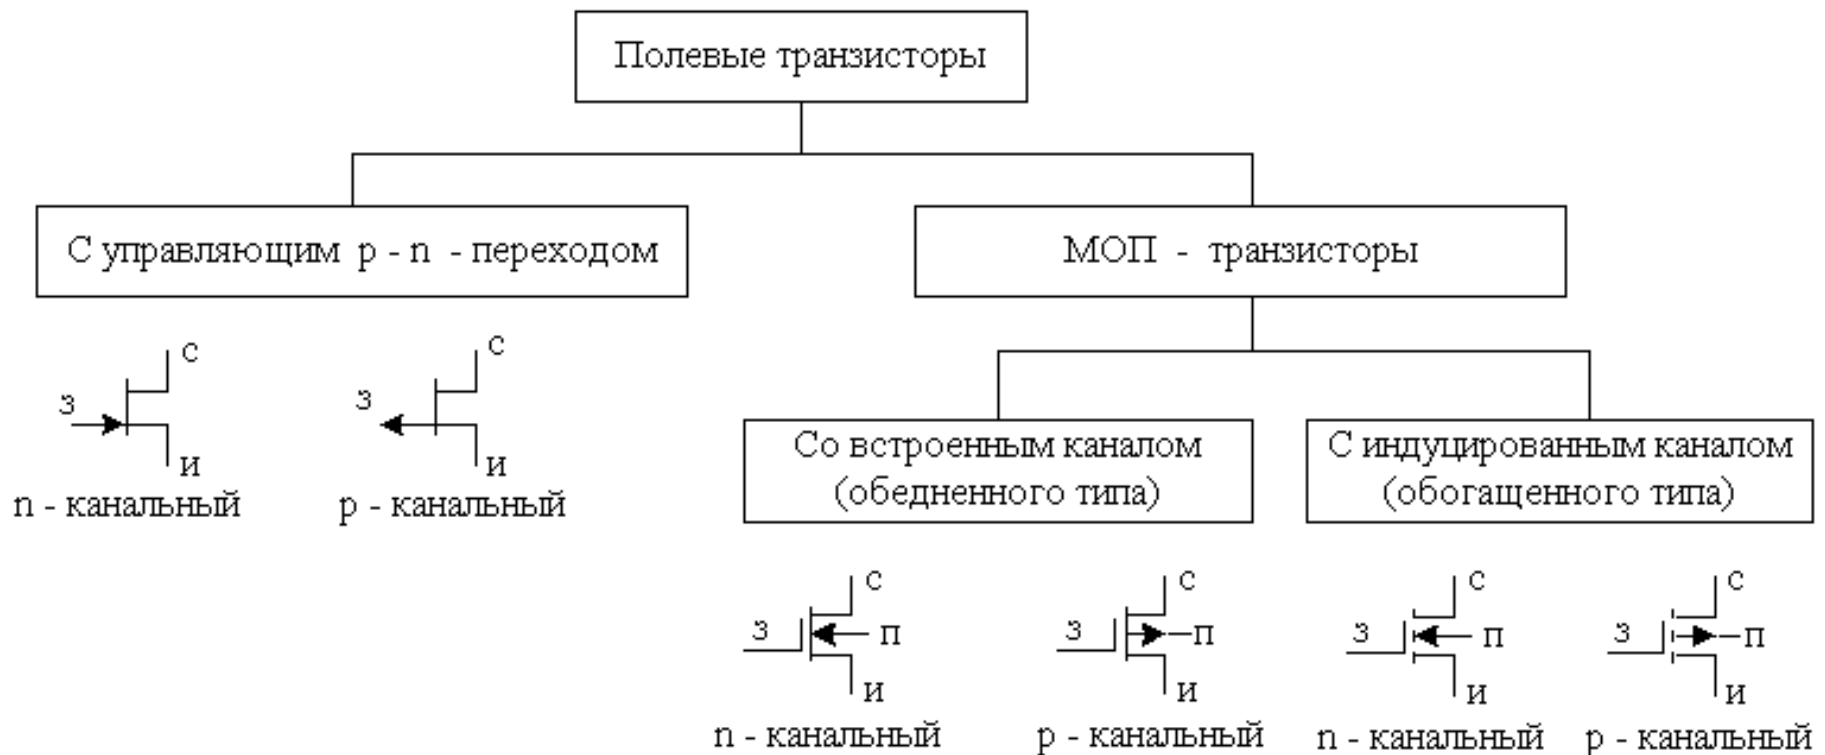 Полевые транзисторы
С управляющим p - n - переходом
МОП - транзисторы
с
з
и
n - канальный
с
з
и
p - канальный
Со встроенным каналом
(обедненного типа)
С индуцированным каналом
(обогащенного типа)
с
з
п
и
n - канальный
с
з
п
и
p - канальный
с
з
п
и
n - канальный
с
з
п
и
p - канальный